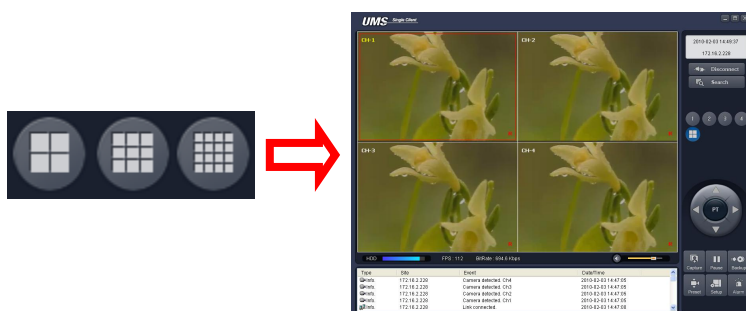 UMS Single Client
CH-1
CH-2
CH-3
CH-4
2010-02-03 14:48:37
172.16.2.228
Disconnect
Search
1 2 3 4
PT
HDD FPS : 112 BitRate : 694.6 Kbps
Capture Pause Backup
Preset Setup Alarm
Type Site Event Date/Time
Info. 172.16.2.228 Camera detected. Ch4 2010-02-03 14:47:05
Info. 172.16.2.228 Camera detected. Ch3 2010-02-03 14:47:05
Info. 172.16.2.228 Camera detected. Ch2 2010-02-03 14:47:05
Info. 172.16.2.228 Camera detected. Ch1 2010-02-03 14:47:05
Info. 172.16.2.228 Link connected. 2010-02-03 14:47:05